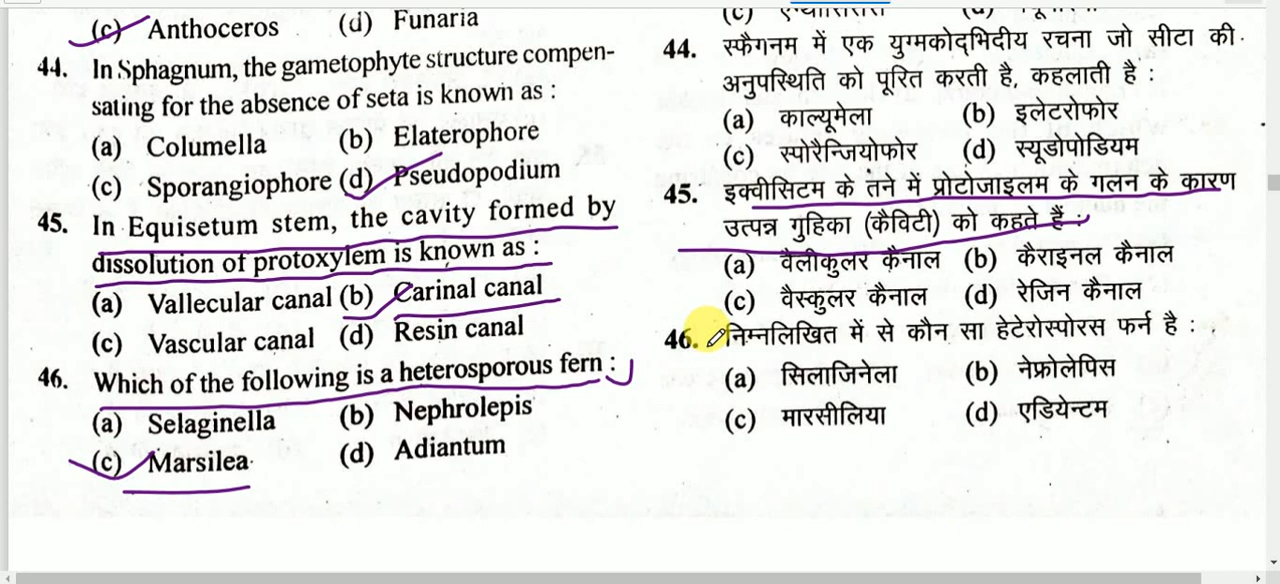 (c) Anthoceros (d) Funaria
44. In Sphagnum, the gametophyte structure compen-
sating for the absence of seta is known as :
(a) Columella (b) Elaterophore
(c) Sporangiophore (d) Pseudopodium
45. In Equisetum stem, the cavity formed by
dissolution of protoxylem is known as :
(a) Vallecular canal (b) Carinal canal
(c) Vascular canal (d) Resin canal
46. Which of the following is a heterosporous fern :
(a) Selaginella (b) Nephrolepis
(c) Marsilea (d) Adiantum
44. स्फैगनम में एक युग्मकोद्भिदीय रचना जो सीटा की
अनुपस्थिति को पूरित करती है, कहलाती है :
(a) काल्यूमेला (b) इलेटरोफोर
(c) स्पोरैन्जियोफोर (d) स्यूडोपोडियम
45. इक्वीसिटम के तने में प्रोटोजाइलम के गलन के कारण
उत्पन्न गुहिका (कैविटी) को कहते हैं :
(a) वैलीकुलर कैनाल (b) कैराइनल कैनाल
(c) वैस्कुलर कैनाल (d) रेजिन कैनाल
46. निम्नलिखित में से कौन सा हेटेरोस्पोरस फर्न है :
(a) सिलाजिनेला (b) नेफ्रोलेपिस
(c) मारसीलिया (d) एडियेन्टम